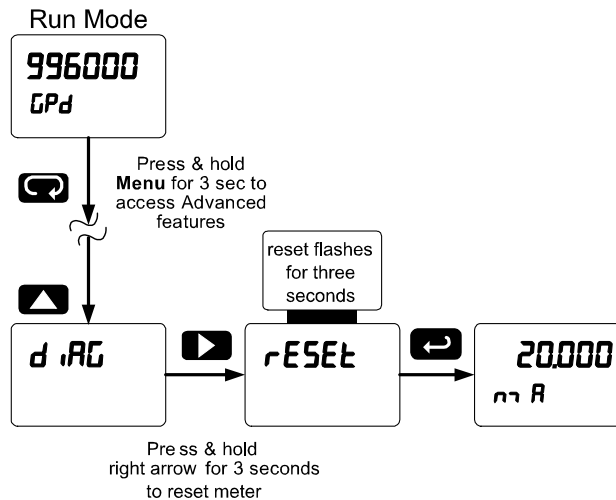 Run Mode
996000
GPd
Press & hold
Menu for 3 sec to
access Advanced
features
reset flashes
for three
seconds
d iAG
rESEt
20.000
mA
Press & hold
right arrow for 3 seconds
to reset meter